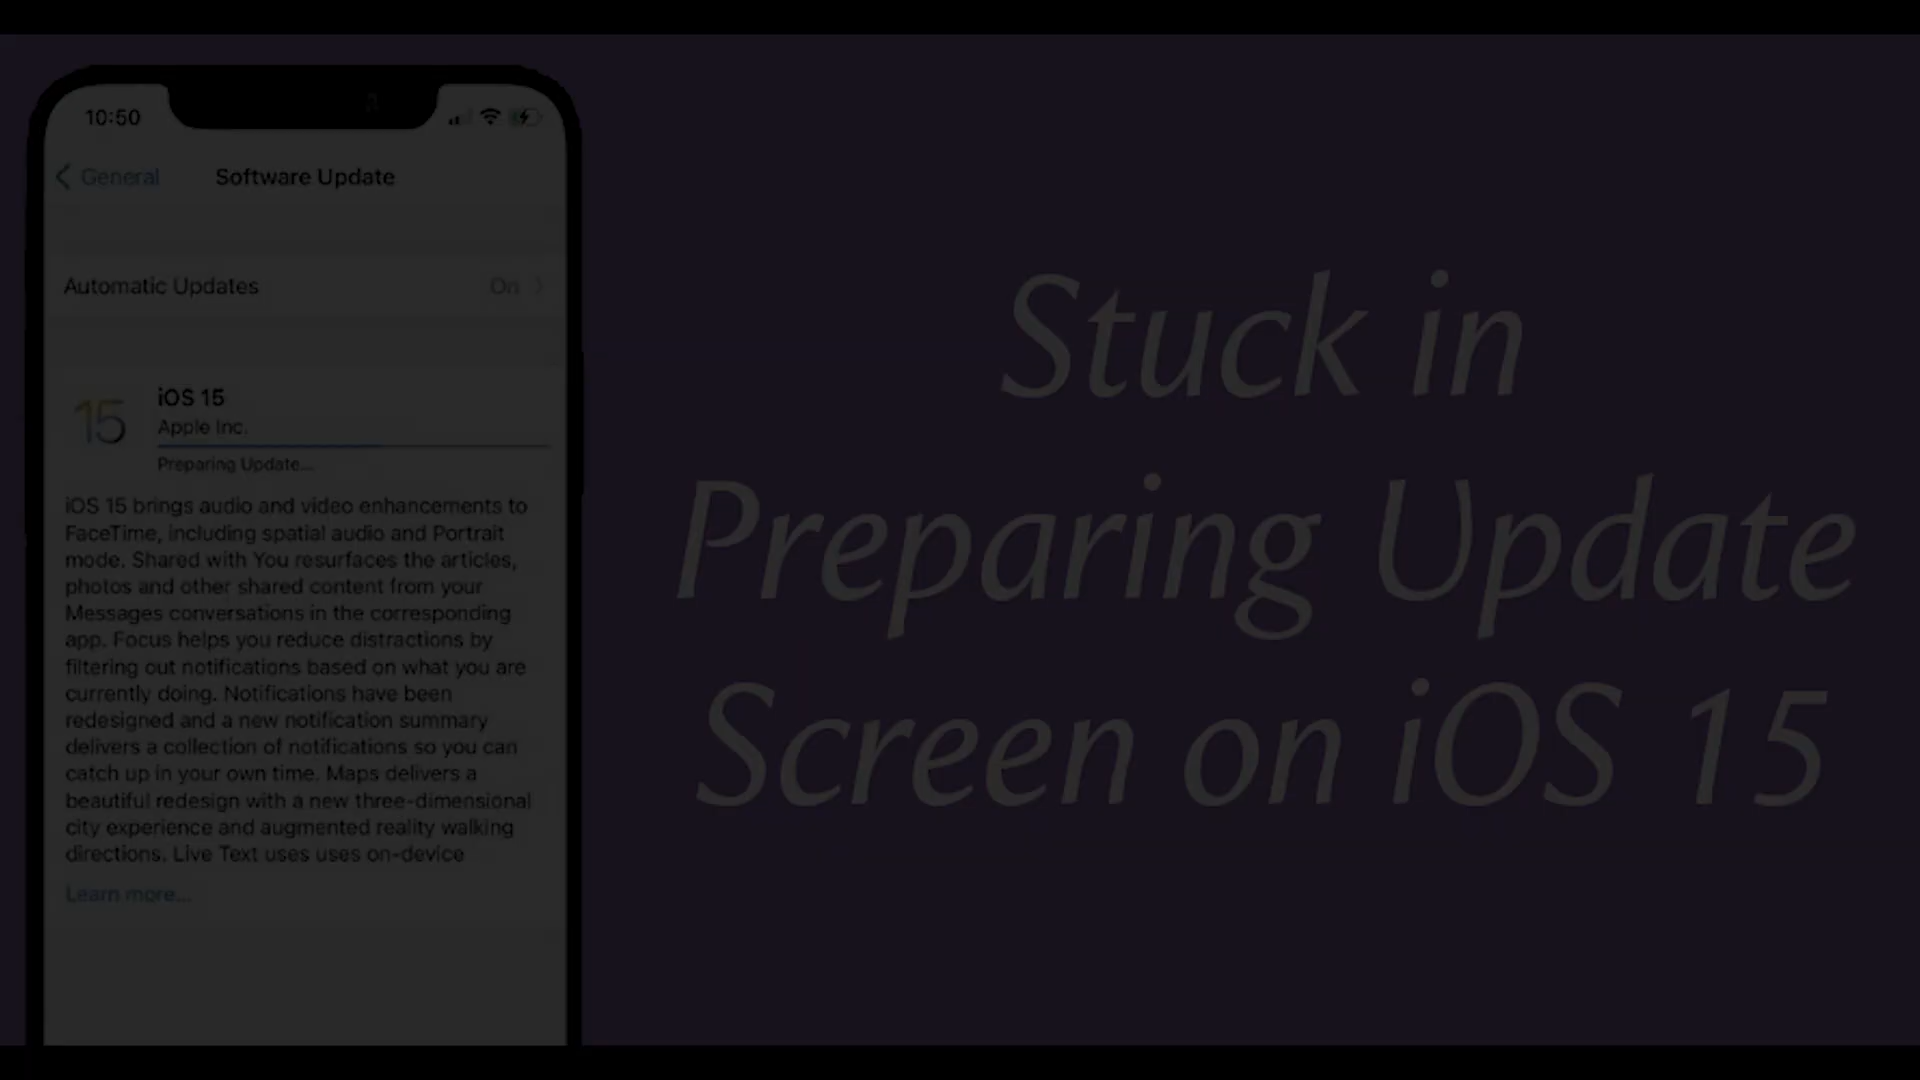 10:50
General
Software Update
Automatic Updates On
15
iOS 15
Apple Inc.
Preparing Update...
iOS 15 brings audio and video enhancements to
FaceTime, including spatial audio and Portrait
mode. Shared with You resurfaces the articles,
photos and other shared content from your
Messages conversations in the corresponding
app. Focus helps you reduce distractions by
filtering out notifications based on what you are
currently doing. Notifications have been
redesigned and a new notification summary
delivers a collection of notifications so you can
catch up in your own time. Maps delivers a
beautiful redesign with a new three-dimensional
city experience and augmented reality walking
directions. Live Text uses uses on-device
Learn more...
Stuck in
Preparing Update
Screen on iOS 15